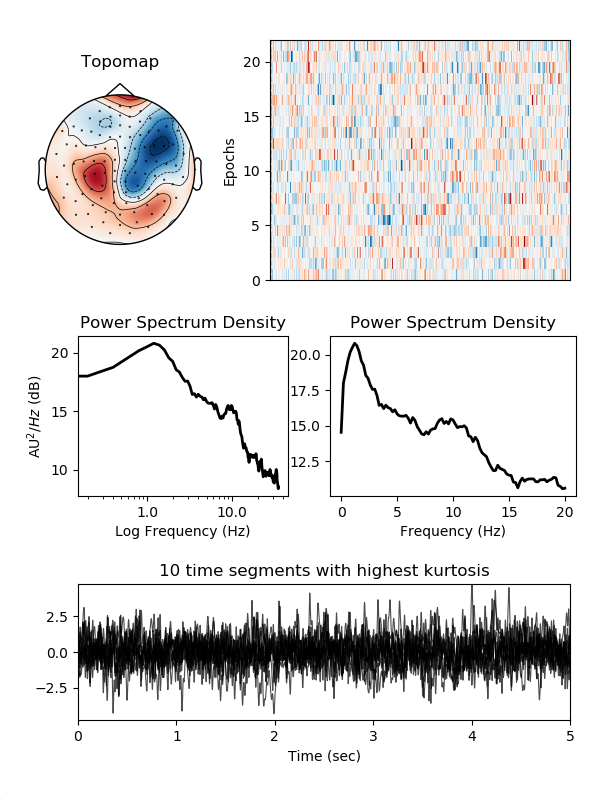 Topomap
Epochs
20
15
10
5
0
Power Spectrum Density
AU²/Hz (dB)
20
15
10
1.0 10.0
Log Frequency (Hz)
Power Spectrum Density
20.0
17.5
15.0
12.5
0 5 10 15 20
Frequency (Hz)
10 time segments with highest kurtosis
2.5
0.0
−2.5
0 1 2 3 4 5
Time (sec)